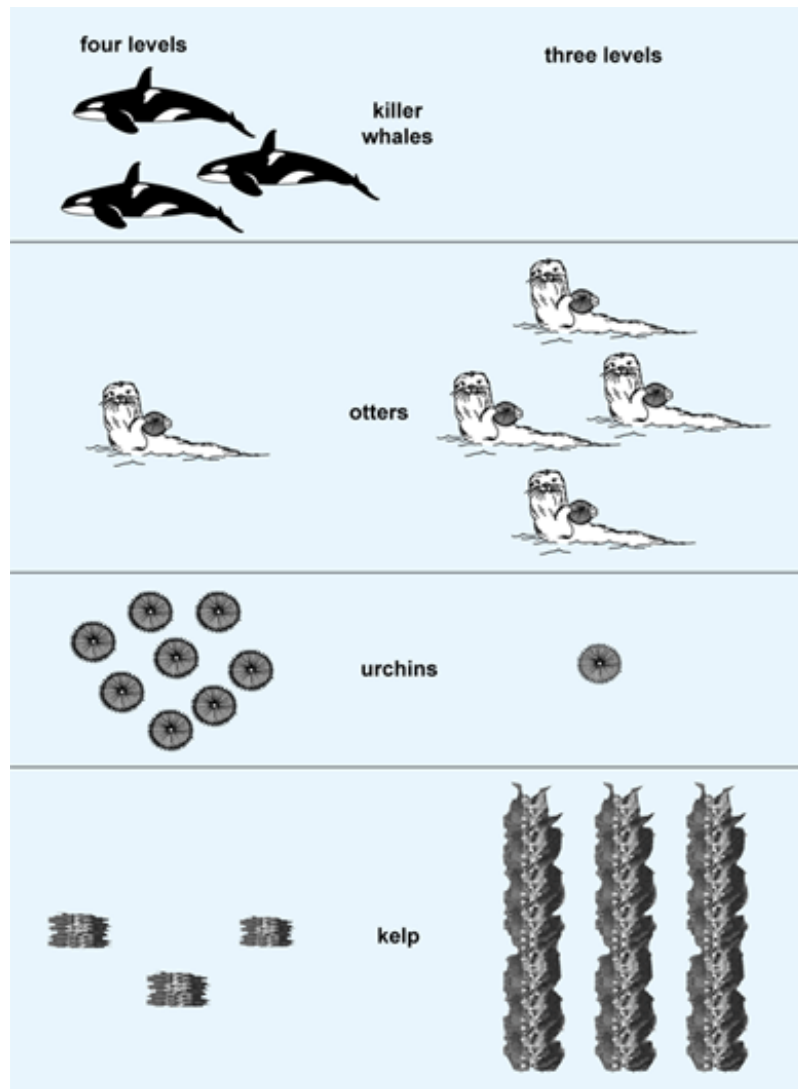 four levels
three levels
killer
whales
otters
urchins
kelp